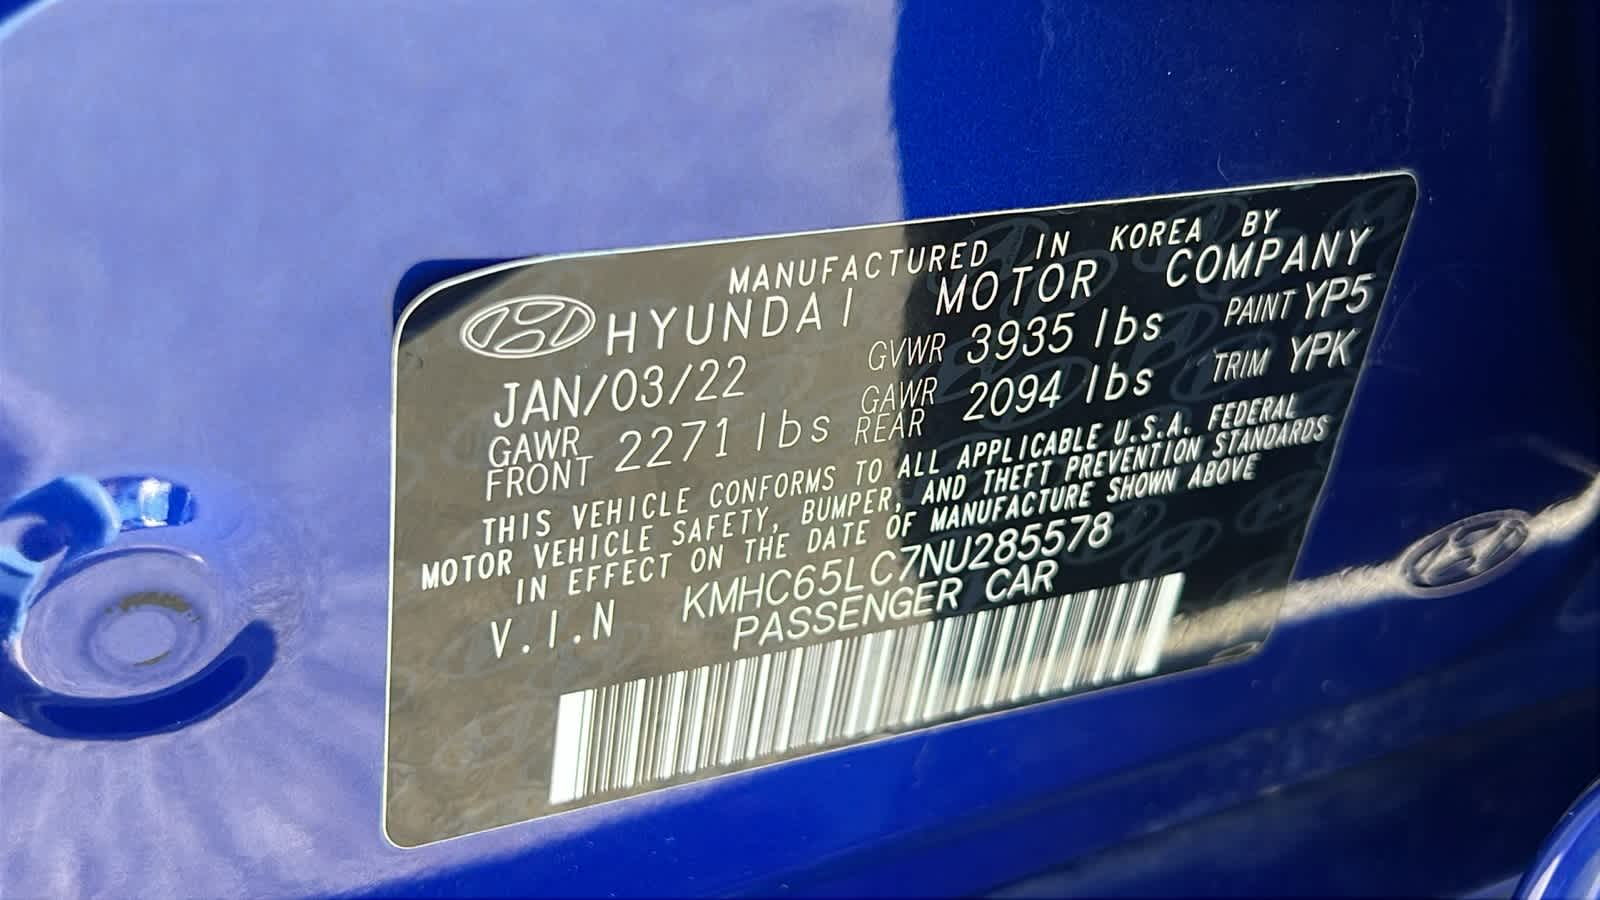 MANUFACTURED IN KOREA BY
HYUNDAI MOTOR COMPANY
JAN/03/22 GVWR 3935 lbs PAINT YP5
GAWR FRONT 2271 lbs GAWR REAR 2094 lbs TRIM YPK
THIS VEHICLE CONFORMS TO ALL APPLICABLE U.S.A. FEDERAL
MOTOR VEHICLE SAFETY, BUMPER, AND THEFT PREVENTION STANDARDS
IN EFFECT ON THE DATE OF MANUFACTURE SHOWN ABOVE
V.I.N KMHC65LC7NU285578
PASSENGER CAR